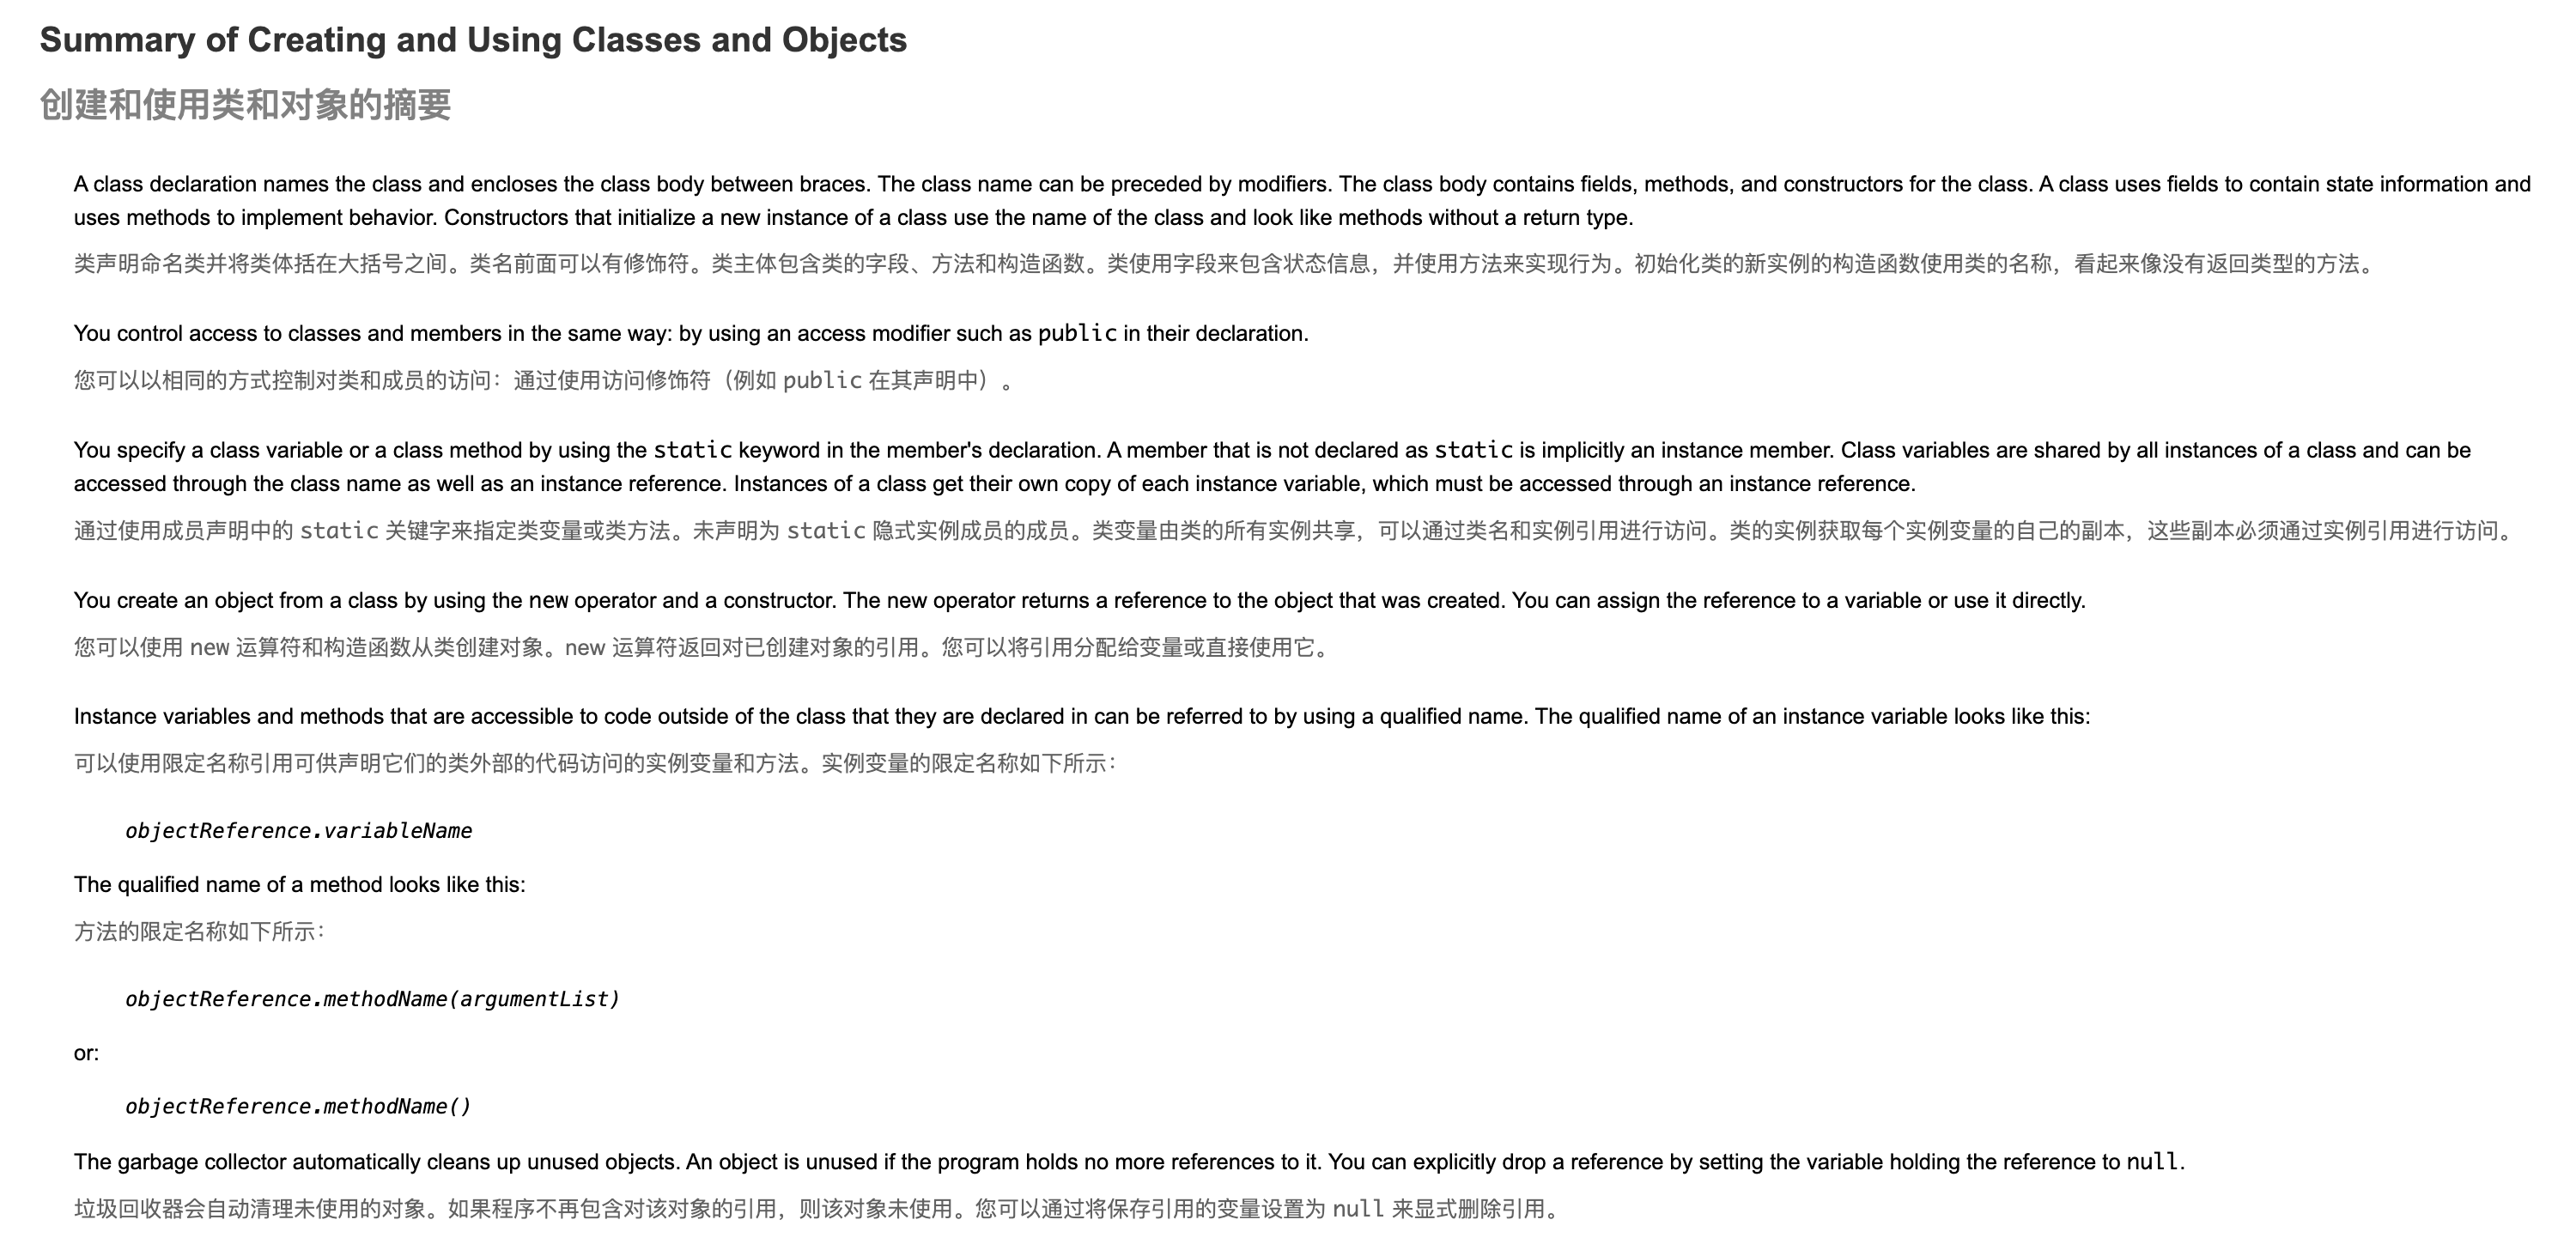 Summary of Creating and Using Classes and Objects
创建和使用类和对象的摘要
A class declaration names the class and encloses the class body between braces. The class name can be preceded by modifiers. The class body contains fields, methods, and constructors for the class. A class uses fields to contain state information and
uses methods to implement behavior. Constructors that initialize a new instance of a class use the name of the class and look like methods without a return type.
类声明命名类并将类体括在大括号之间。类名前面可以有修饰符。类主体包含类的字段、方法和构造函数。类使用字段来包含状态信息，并使用方法来实现行为。初始化类的新实例的构造函数使用类的名称，看起来像没有返回类型的方法。
You control access to classes and members in the same way: by using an access modifier such as public in their declaration.
您可以以相同的方式控制对类和成员的访问：通过使用访问修饰符（例如 public 在其声明中）。
You specify a class variable or a class method by using the static keyword in the member's declaration. A member that is not declared as static is implicitly an instance member. Class variables are shared by all instances of a class and can be
accessed through the class name as well as an instance reference. Instances of a class get their own copy of each instance variable, which must be accessed through an instance reference.
通过使用成员声明中的 static 关键字来指定类变量或类方法。未声明为 static 隐式实例成员的成员。类变量由类的所有实例共享，可以通过类名和实例引用进行访问。类的实例获取每个实例变量的自己的副本，这些副本必须通过实例引用进行访问。
You create an object from a class by using the new operator and a constructor. The new operator returns a reference to the object that was created. You can assign the reference to a variable or use it directly.
您可以使用 new 运算符和构造函数从类创建对象。new 运算符返回对已创建对象的引用。您可以将引用分配给变量或直接使用它。
Instance variables and methods that are accessible to code outside of the class that they are declared in can be referred to by using a qualified name. The qualified name of an instance variable looks like this:
可以使用限定名称引用可供声明它们的类外部的代码访问的实例变量和方法。实例变量的限定名称如下所示：
objectReference.variableName
The qualified name of a method looks like this:
方法的限定名称如下所示：
objectReference.methodName(argumentList)
or:
objectReference.methodName()
The garbage collector automatically cleans up unused objects. An object is unused if the program holds no more references to it. You can explicitly drop a reference by setting the variable holding the reference to null.
垃圾回收器会自动清理未使用的对象。如果程序不再包含对该对象的引用，则该对象未使用。您可以通过将保存引用的变量设置为 null 来显式删除引用。